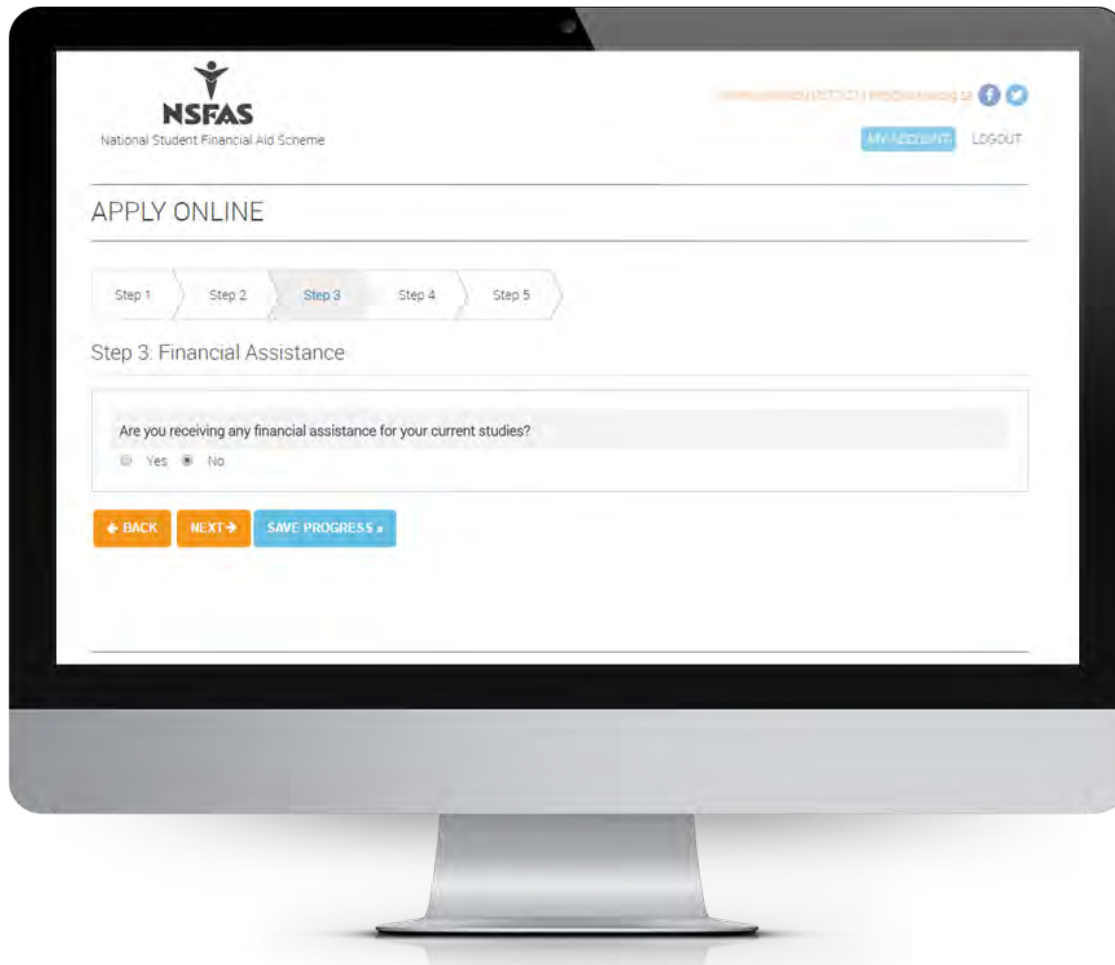 NSFAS
National Student Financial Aid Scheme
MY ACCOUNT LOGOUT
APPLY ONLINE
Step 1 Step 2 Step 3 Step 4 Step 5
Step 3: Financial Assistance
Are you receiving any financial assistance for your current studies?
Yes No
BACK NEXT SAVE PROGRESS »